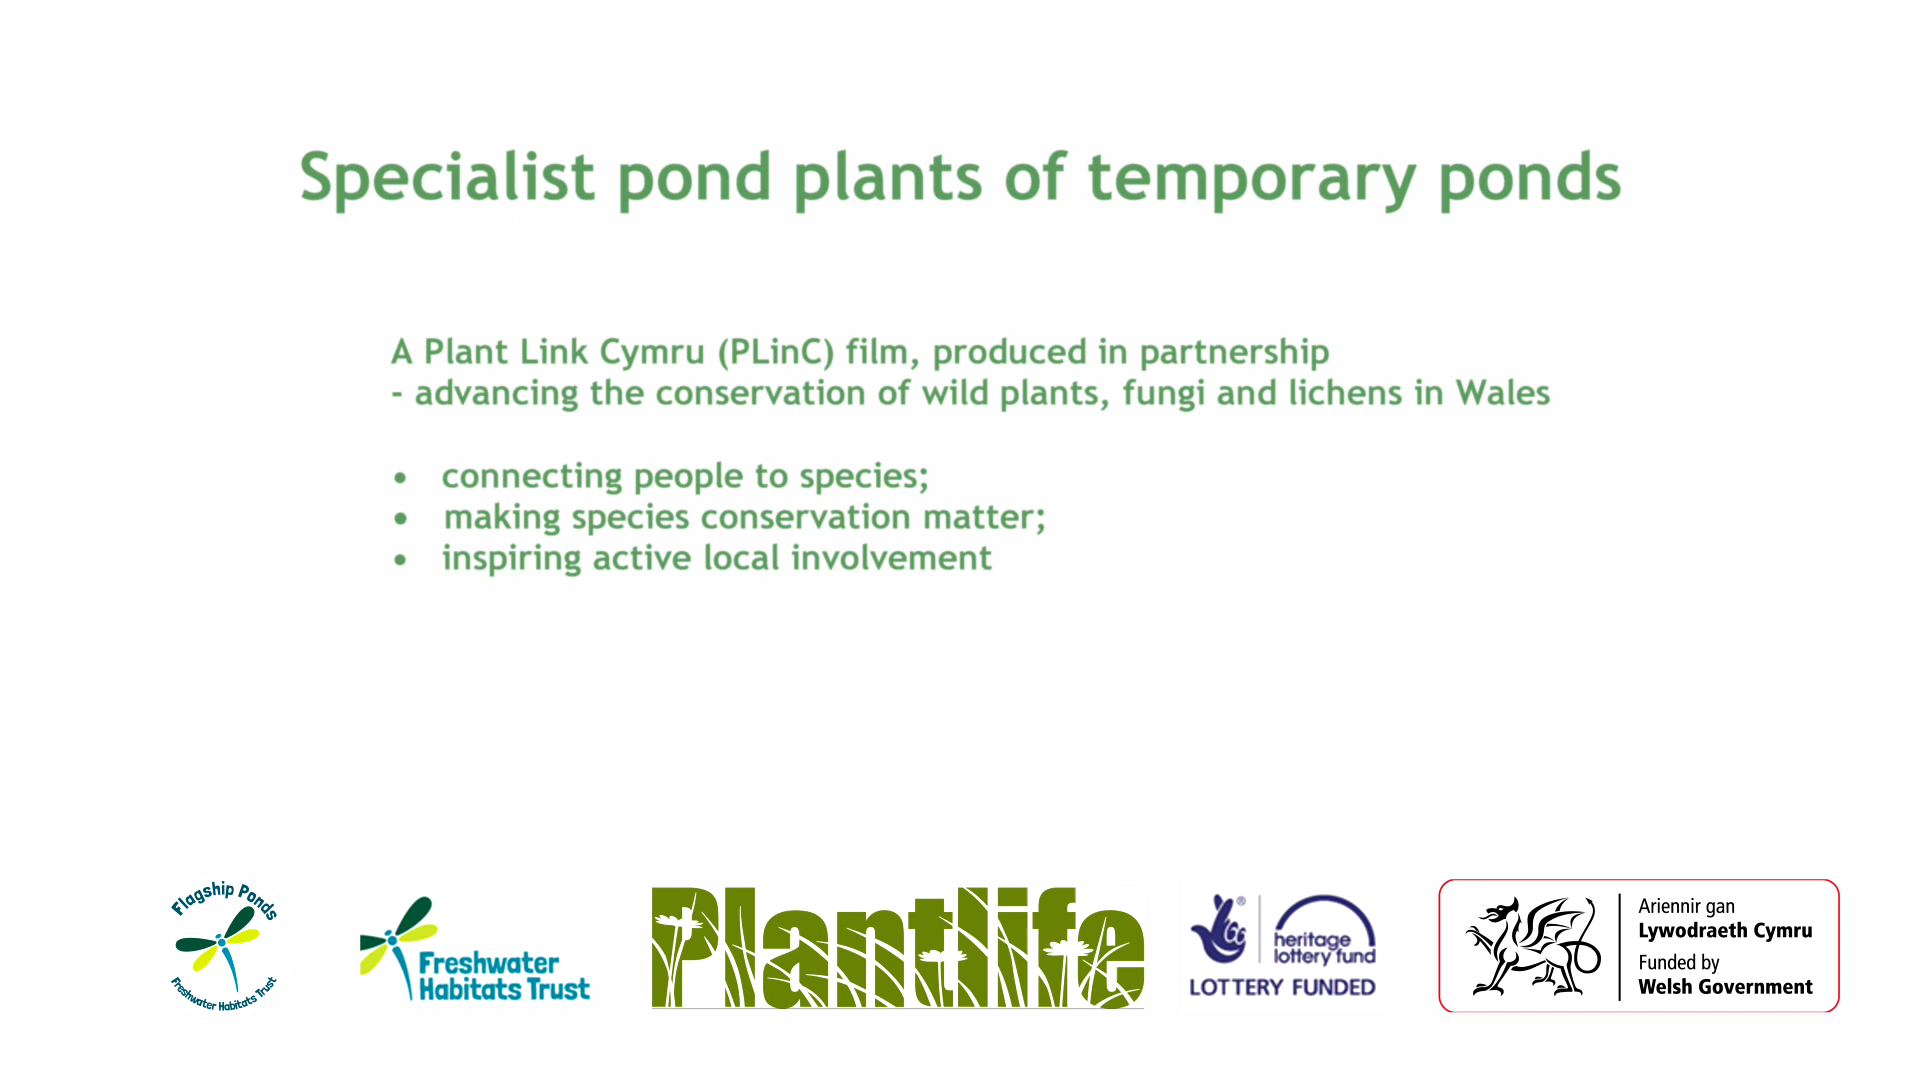 Specialist pond plants of temporary ponds
A Plant Link Cymru (PLinC) film, produced in partnership
- advancing the conservation of wild plants, fungi and lichens in Wales
• connecting people to species;
• making species conservation matter;
• inspiring active local involvement
Flagship Ponds
Freshwater Habitats Trust
Freshwater
Habitats Trust
Plantlife
®
heritage
lottery fund
LOTTERY FUNDED
Ariennir gan
Lywodraeth Cymru
Funded by
Welsh Government